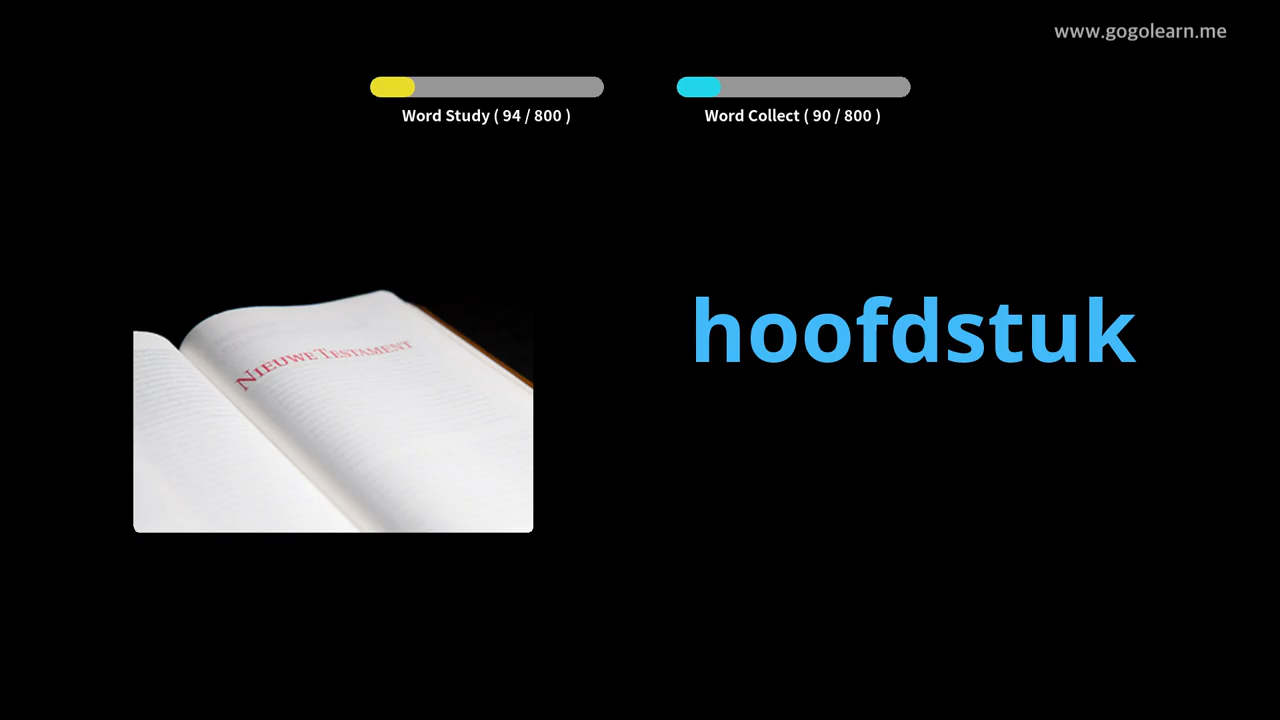 www.gogolearn.me
Word Study ( 94 / 800 )
Word Collect ( 90 / 800 )
NIEUWE TESTAMENT
hoofdstuk